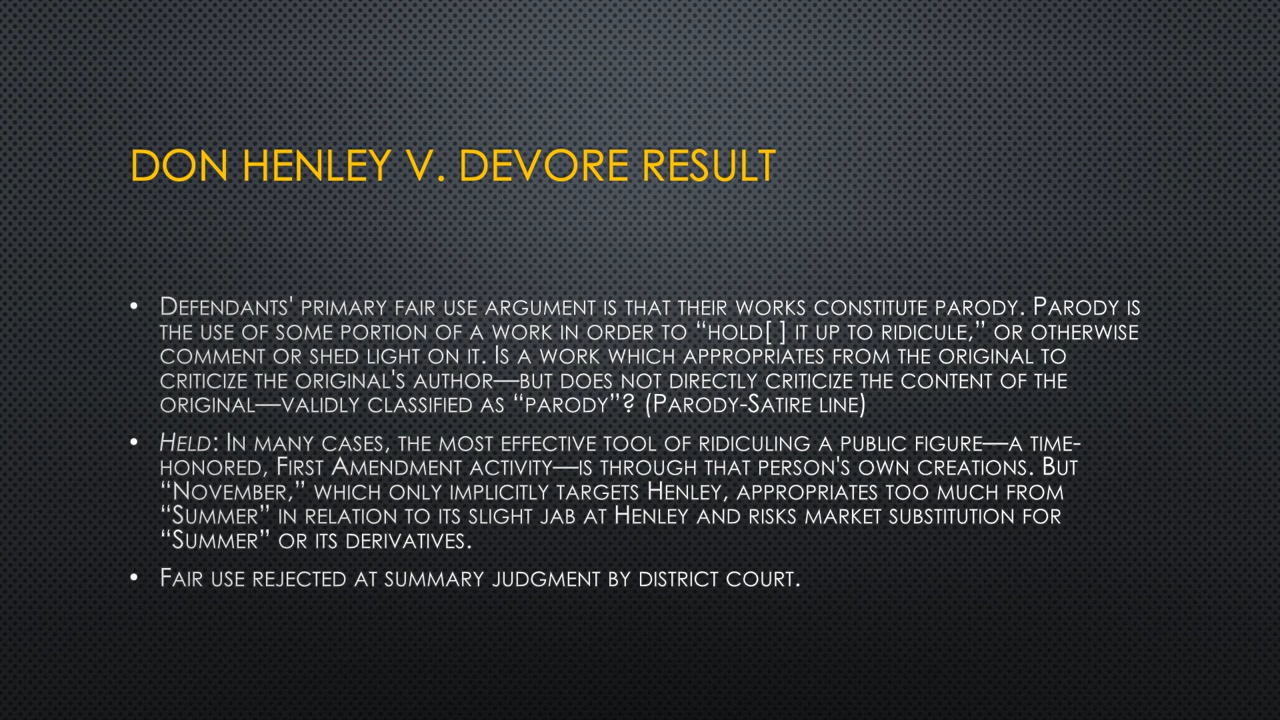 DON HENLEY V. DEVORE RESULT
• DEFENDANTS' PRIMARY FAIR USE ARGUMENT IS THAT THEIR WORKS CONSTITUTE PARODY. PARODY IS
THE USE OF SOME PORTION OF A WORK IN ORDER TO “HOLD[ ] IT UP TO RIDICULE,” OR OTHERWISE
COMMENT OR SHED LIGHT ON IT. IS A WORK WHICH APPROPRIATES FROM THE ORIGINAL TO
CRITICIZE THE ORIGINAL'S AUTHOR—BUT DOES NOT DIRECTLY CRITICIZE THE CONTENT OF THE
ORIGINAL—VALIDLY CLASSIFIED AS “PARODY”? (PARODY-SATIRE LINE)
• HELD: IN MANY CASES, THE MOST EFFECTIVE TOOL OF RIDICULING A PUBLIC FIGURE—A TIME-
HONORED, FIRST AMENDMENT ACTIVITY—IS THROUGH THAT PERSON'S OWN CREATIONS. BUT
“NOVEMBER,” WHICH ONLY IMPLICITLY TARGETS HENLEY, APPROPRIATES TOO MUCH FROM
“SUMMER” IN RELATION TO ITS SLIGHT JAB AT HENLEY AND RISKS MARKET SUBSTITUTION FOR
“SUMMER” OR ITS DERIVATIVES.
• FAIR USE REJECTED AT SUMMARY JUDGMENT BY DISTRICT COURT.